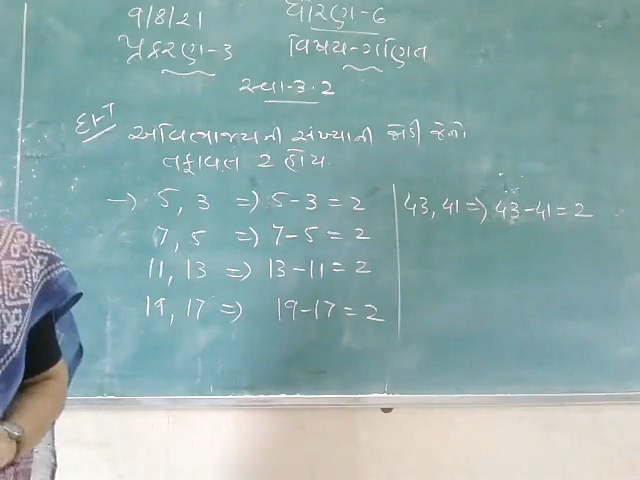 9/8/21 ધોરણ-6
પ્રકરણ-3 વિષય-ગણિત
સ્વા-3.2
અવિભાજ્યની સંખ્યાની જોડી જેનો
તફાવત 2 હોય
→ 5, 3 ⇒ 5-3=2
7, 5 ⇒ 7-5=2
11, 13 ⇒ 13-11=2
19, 17 ⇒ 19-17=2
43, 41 ⇒ 43-41=2